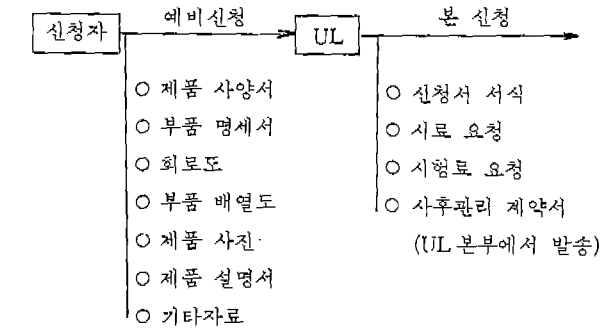 신청자
예비신청
UL
본 신청
○ 제품 사양서
○ 부품 명세서
○ 회로도
○ 부품 배열도
○ 제품 사진
○ 제품 설명서
○ 기타자료
○ 신청서 서식
○ 시료 요청
○ 시험료 요청
○ 사후관리 계약서
(UL 본부에서 발송)